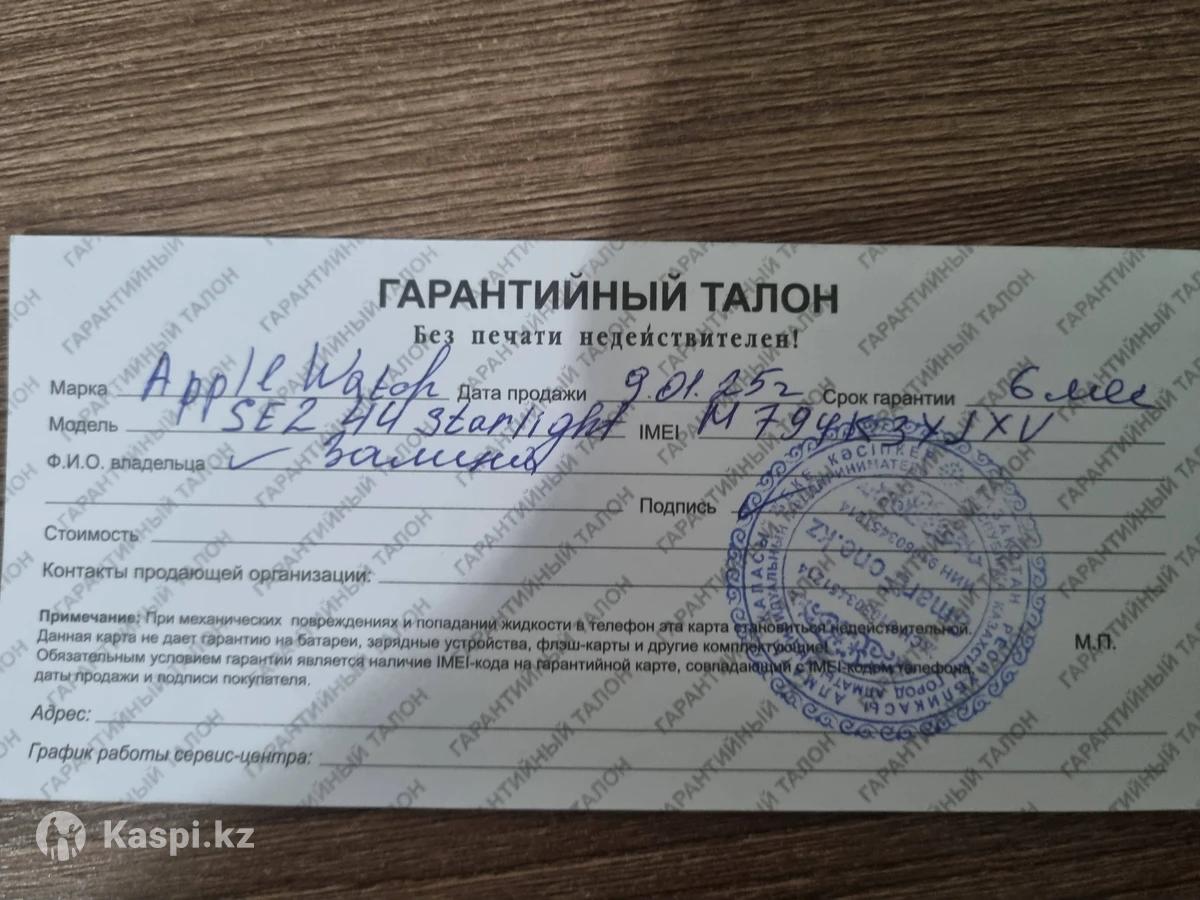 ГАРАНТИЙНЫЙ ТАЛОН
Без печати недействителен!
Марка Apple Watch Дата продажи 9.01.25г Срок гарантии 6 мес
Модель SE2 44 Starlight IMEI M794K3YJXV
Ф.И.О. владельца Залина
Подпись
Стоимость
Контакты продающей организации:
Примечание: При механических повреждениях и попадании жидкости в телефон эта карта становиться недействительной.
Данная карта не дает гарантию на батареи, зарядные устройства, флэш-карты и другие комплектующие!
Обязательным условием гарантии является наличие IMEI-кода на гарантийной карте, совпадающий с IMEI-кодом телефона,
даты продажи и подписи покупателя.
М.П.
Адрес:
График работы сервис-центра:
Kaspi.kz